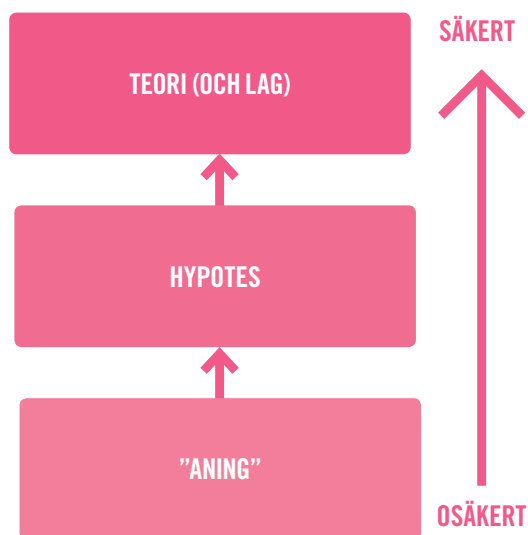 SÄKERT
TEORI (OCH LAG)
HYPOTES
”ANING”
OSÄKERT